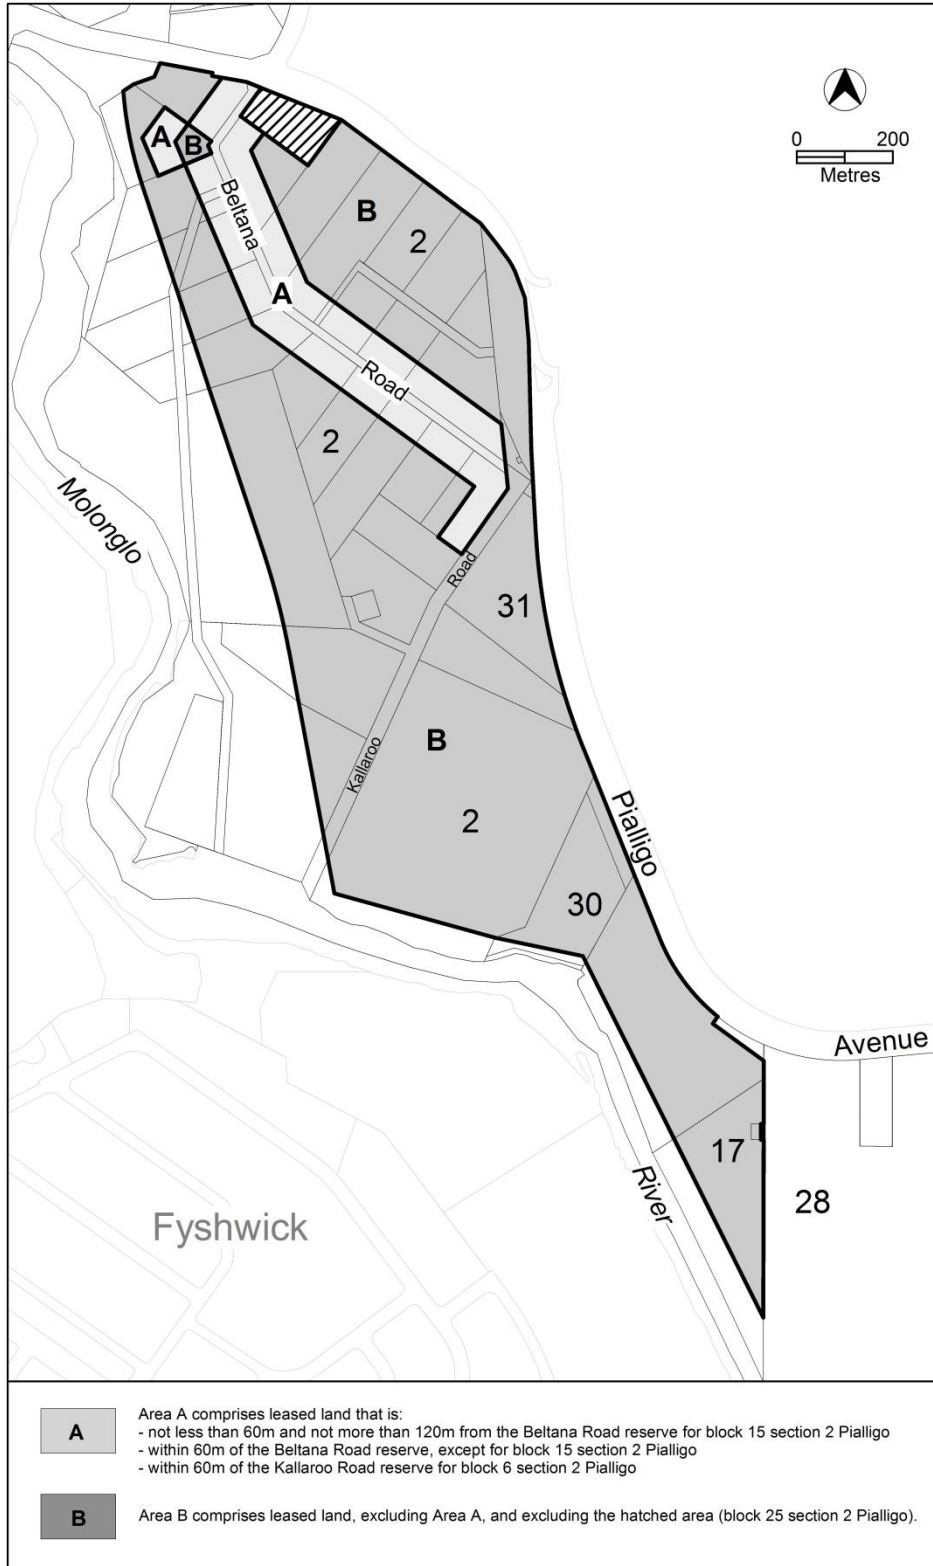 0 200
Metres
A
B
Beltana
B
2
A
Road
2
Molonglo
Road
31
Kallaroo
B
2
Pialligo
30
Avenue
17
River
28
Fyshwick
A
Area A comprises leased land that is:
- not less than 60m and not more than 120m from the Beltana Road reserve for block 15 section 2 Pialligo
- within 60m of the Beltana Road reserve, except for block 15 section 2 Pialligo
- within 60m of the Kallaroo Road reserve for block 6 section 2 Pialligo
B
Area B comprises leased land, excluding Area A, and excluding the hatched area (block 25 section 2 Pialligo).